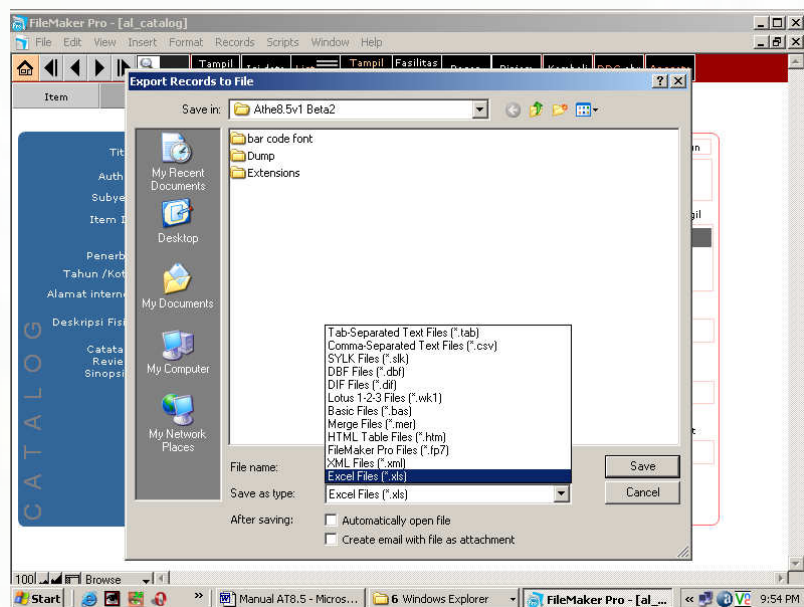 FileMaker Pro - [al_catalog]
File Edit View Insert Format Records Scripts Window Help
Tampil
Tampil Fasilitas
Export Records to File
Item
Save in: Athe8.5v1 Beta2
My Recent Documents
Desktop
My Documents
My Computer
My Network Places
bar code font
Dump
Extensions
Tit
Auth
Subye
Item I
Penerb
Tahun /Kot
Alamat intern
Deskripsi Fisi
Catata
Revie
Sinopsi
CATALOG
gil
Tab-Separated Text Files (*.tab)
Comma-Separated Text Files (*.csv)
SYLK Files (*.slk)
DBF Files (*.dbf)
DIF Files (*.dif)
Lotus 1-2-3 Files (*.wk1)
Basic Files (*.bas)
Merge Files (*.mer)
HTML Table Files (*.htm)
FileMaker Pro Files (*.fp7)
XML Files (*.xml)
Excel Files (*.xls)
File name:
Save
Save as type: Excel Files (*.xls)
Cancel
After saving: Automatically open file
Create email with file as attachment
100 Browse
Start » Manual AT8.5 - Micros... 6 Windows Explorer FileMaker Pro - [al_... « 9:54 PM